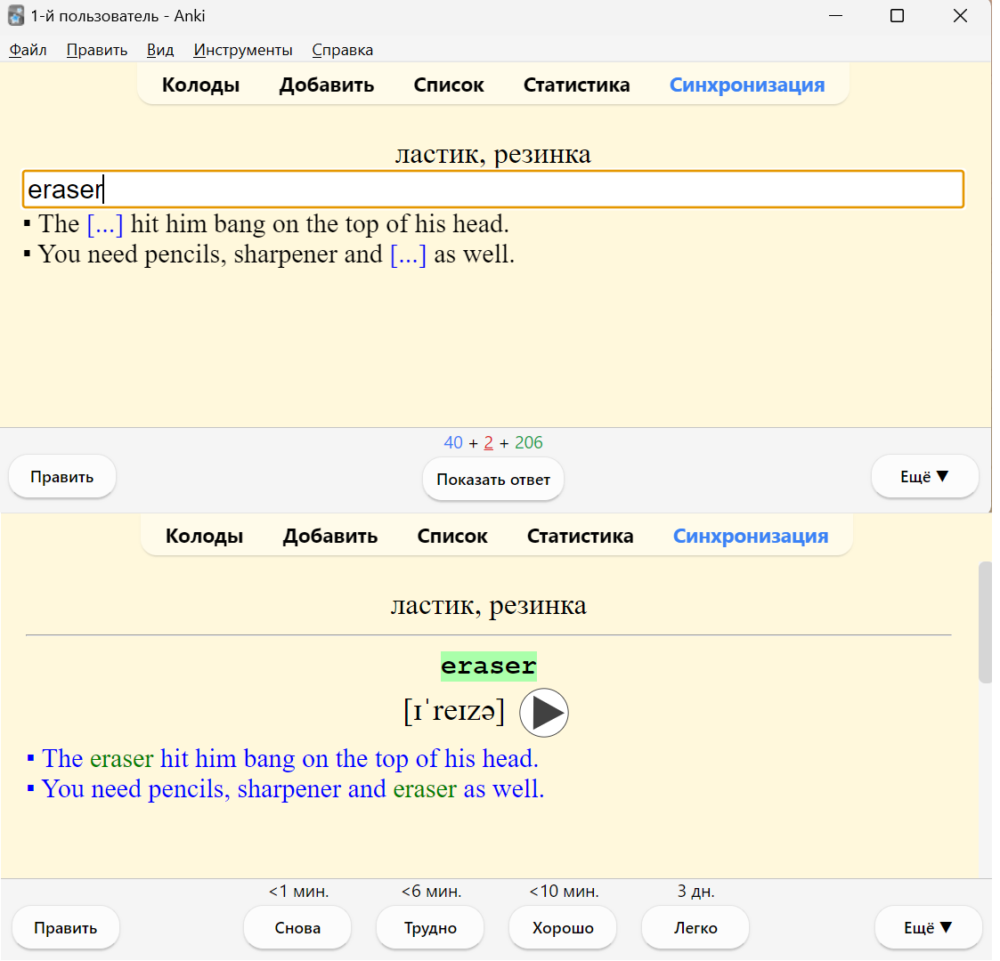 1-й пользователь - Anki
Файл Править Вид Инструменты Справка
Колоды Добавить Список Статистика Синхронизация
ластик, резинка
eraser
▪ The [...] hit him bang on the top of his head.
▪ You need pencils, sharpener and [...] as well.
40 + 2 + 206
Править Показать ответ Ещё ▼
Колоды Добавить Список Статистика Синхронизация
ластик, резинка
eraser
[ɪˈreɪzə]
▪ The eraser hit him bang on the top of his head.
▪ You need pencils, sharpener and eraser as well.
<1 мин. <6 мин. <10 мин. 3 дн.
Править Снова Трудно Хорошо Легко Ещё ▼